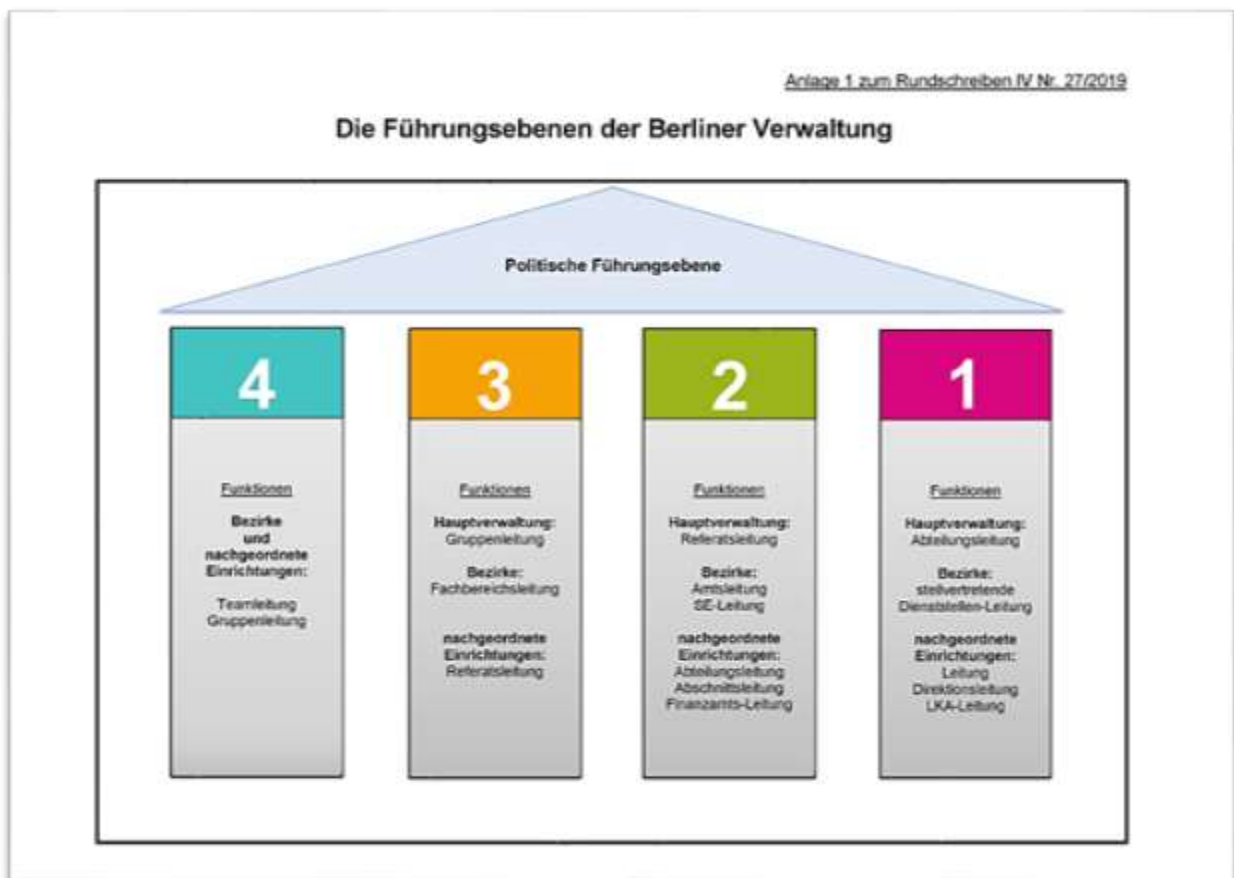 Anlage 1 zum Rundschreiben IV Nr. 27/2019
Die Führungsebenen der Berliner Verwaltung
Politische Führungsebene
4
Funktionen
Bezirke
und
nachgeordnete
Einrichtungen:
Teamleitung
Gruppenleitung
3
Funktionen
Hauptverwaltung:
Gruppenleitung
Bezirke:
Fachbereichsleitung
nachgeordnete
Einrichtungen:
Referatsleitung
2
Funktionen
Hauptverwaltung:
Referatsleitung
Bezirke:
Amtsleitung
SE-Leitung
nachgeordnete
Einrichtungen:
Abteilungsleitung
Abschnittsleitung
Finanzamts-Leitung
1
Funktionen
Hauptverwaltung:
Abteilungsleitung
Bezirke:
stellvertretende
Dienststellen-Leitung
nachgeordnete
Einrichtungen:
Leitung
Direktionsleitung
LKA-Leitung